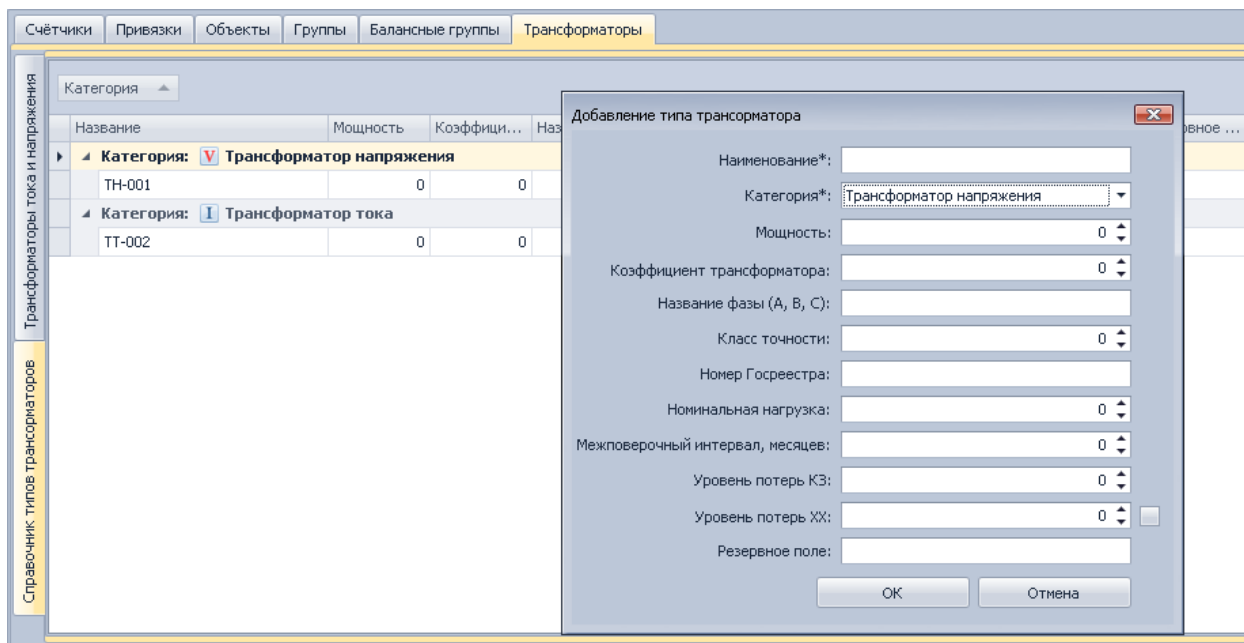 Счётчики Привязки Объекты Группы Балансные группы Трансформаторы
Трансформаторы тока и напряжения
Справочник типов трансорматоров
Категория
Название Мощность Коэффици... Наз
рвное ...
Категория: V Трансформатор напряжения
ТН-001 0 0
Категория: I Трансформатор тока
ТТ-002 0 0
Добавление типа трансорматора
Наименование*:
Категория*: Трансформатор напряжения
Мощность: 0
Коэффициент трансформатора: 0
Название фазы (A, B, C):
Класс точности: 0
Номер Госреестра:
Номинальная нагрузка: 0
Межповерочный интервал, месяцев: 0
Уровень потерь КЗ: 0
Уровень потерь ХХ: 0
Резервное поле:
ОК Отмена